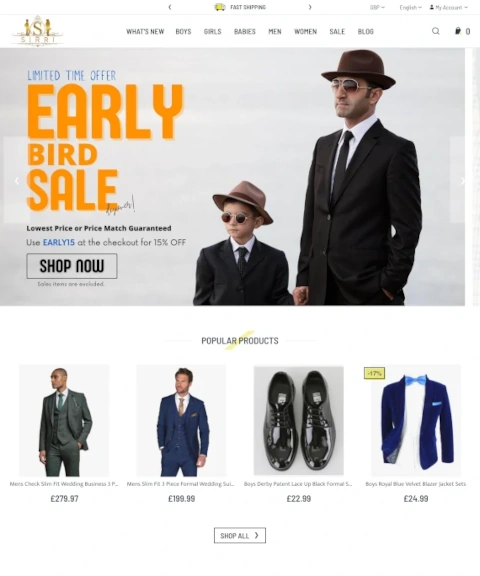 FAST SHIPPING
GBP
English
My Account
SIRRI
WHAT'S NEW BOYS GIRLS BABIES MEN WOMEN SALE BLOG
0
LIMITED TIME OFFER
EARLY
BIRD
SALE
Lowest Price or Price Match Guaranteed
Use EARLY15 at the checkout for 15% OFF
SHOP NOW
Sales items are excluded.
POPULAR PRODUCTS
-17%
Mens Check Slim Fit Wedding Business 3 P...
Mens Slim Fit 3 Piece Formal Wedding Sui...
Boys Derby Patent Lace Up Black Formal S...
Boys Royal Blue Velvet Blazer Jacket Sets
£279.97
£199.99
£22.99
£24.99
SHOP ALL